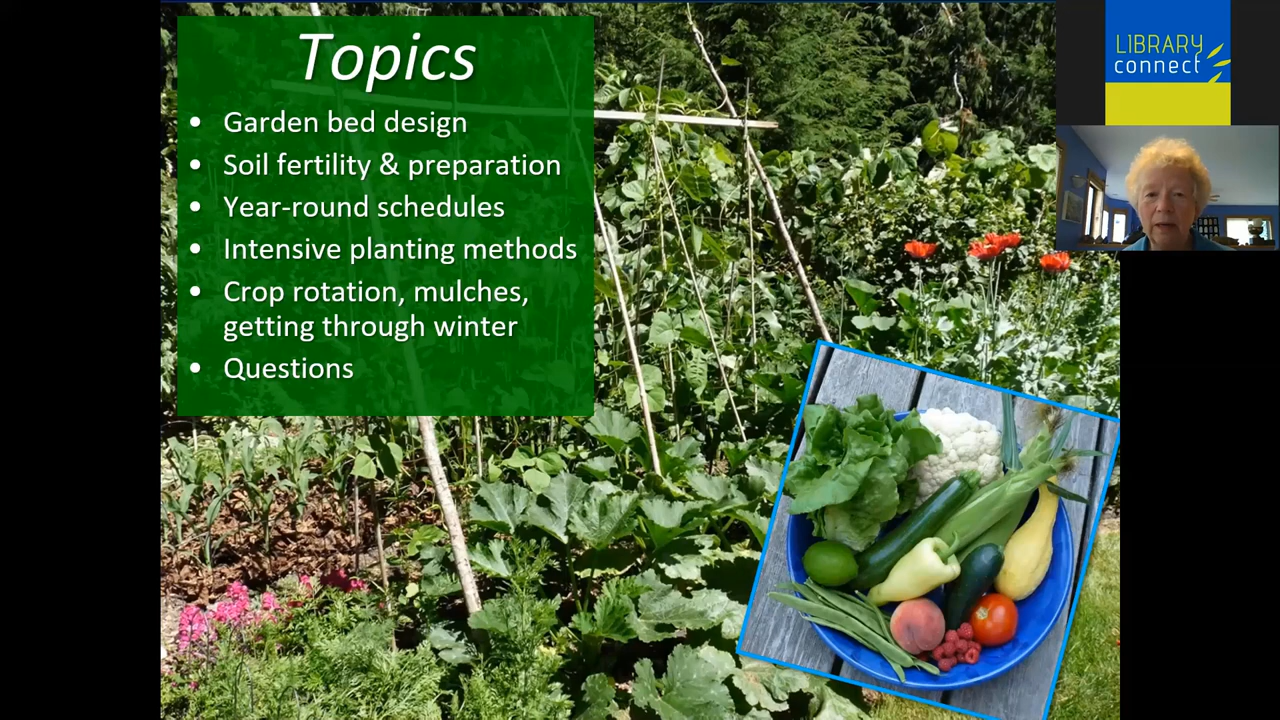 Topics
• Garden bed design
• Soil fertility & preparation
• Year-round schedules
• Intensive planting methods
• Crop rotation, mulches,
getting through winter
• Questions
LIBRARY
connect